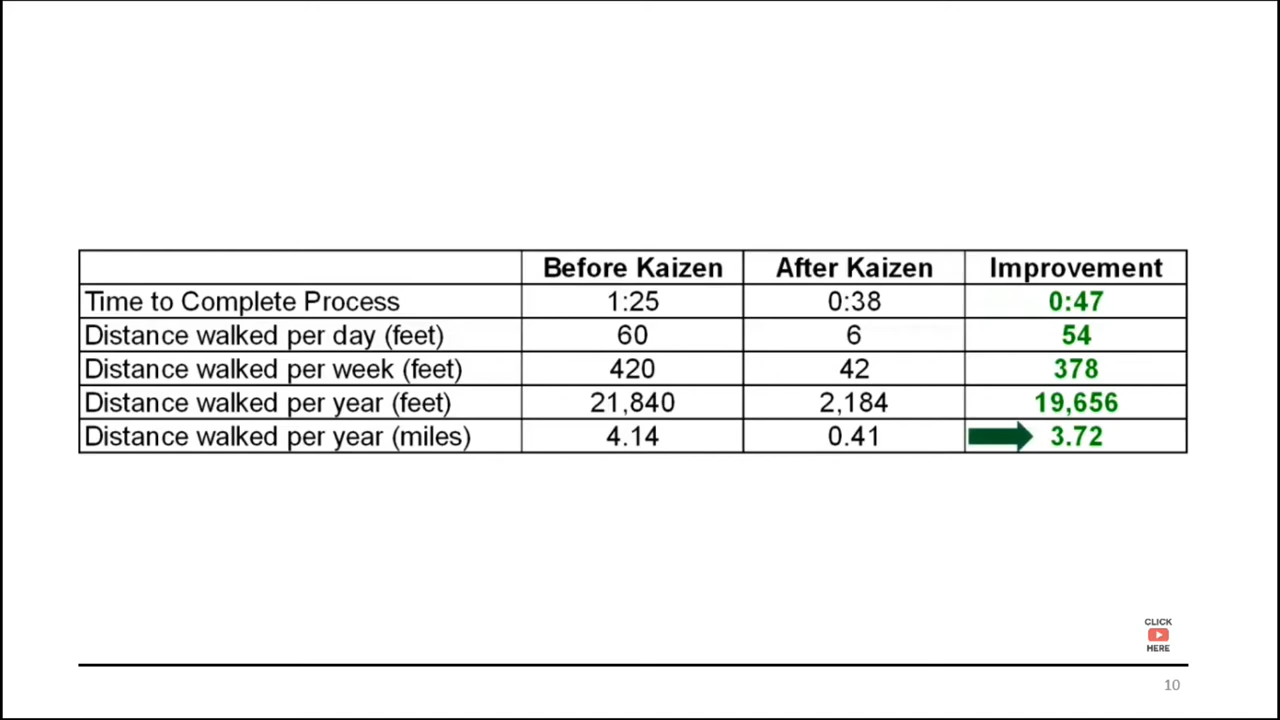 Before Kaizen After Kaizen Improvement
Time to Complete Process 1:25 0:38 0:47
Distance walked per day (feet) 60 6 54
Distance walked per week (feet) 420 42 378
Distance walked per year (feet) 21,840 2,184 19,656
Distance walked per year (miles) 4.14 0.41 3.72
CLICK
HERE
10